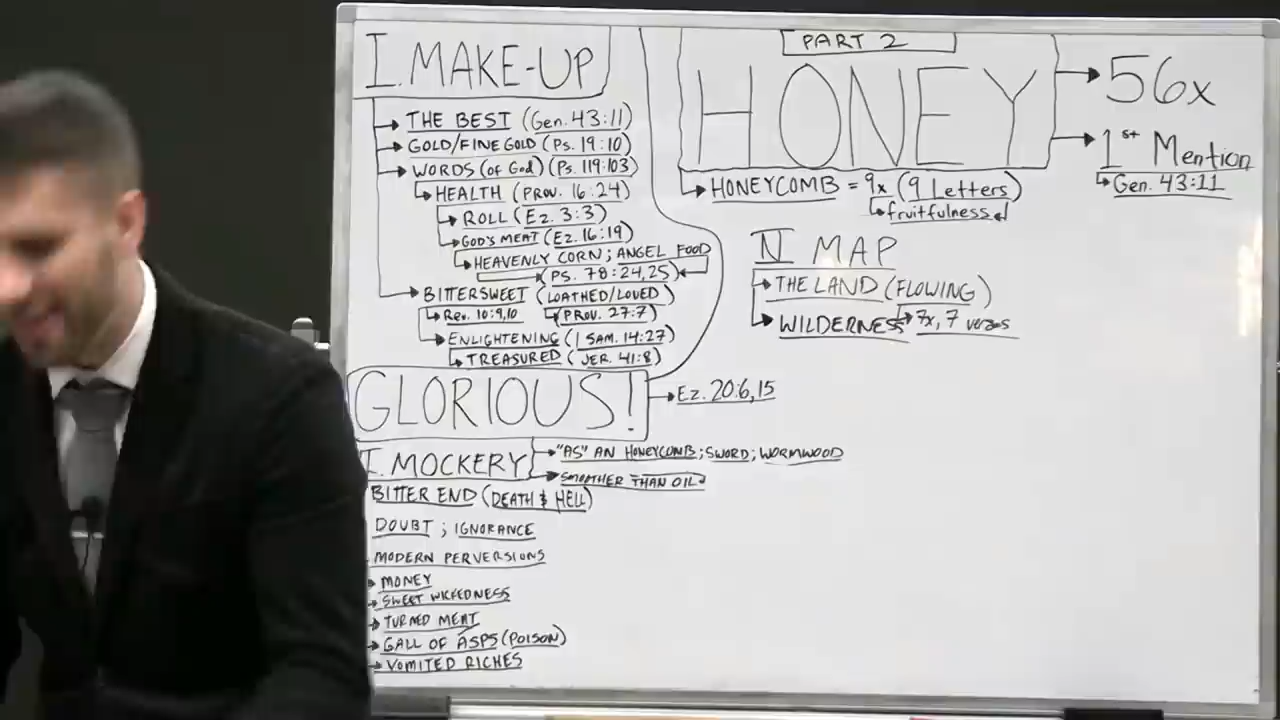 PART 2
HONEY
56x
1st Mention
Gen. 43:11
HONEYCOMB = 9x (9 Letters)
fruitfulness
I. MAKE-UP
THE BEST (Gen. 43:11)
GOLD/FINE GOLD (Ps. 19:10)
WORDS (of God) (Ps. 119:103)
HEALTH (PROV. 16:24)
ROLL (Ez. 3:3)
GOD'S MEAT (Ez. 16:19)
HEAVENLY CORN; ANGEL FOOD
(PS. 78:24,25)
BITTERSWEET (LOATHED/LOVED)
Rev. 10:9,10 (PROV. 27:7)
ENLIGHTENING (1 SAM. 14:27)
TREASURED (JER. 41:8)
GLORIOUS!
Ez. 20:6,15
I. MOCKERY
"AS" AN HONEYCOMB; SWORD; WORMWOOD
SMOOTHER THAN OIL
BITTER END (DEATH & HELL)
DOUBT; IGNORANCE
MODERN PERVERSIONS
MONEY
SWEET WICKEDNESS
TURNED MEAT
GALL OF ASPS (POISON)
VOMITED RICHES
MAP
THE LAND (FLOWING)
WILDERNESS 7x, 7 verses